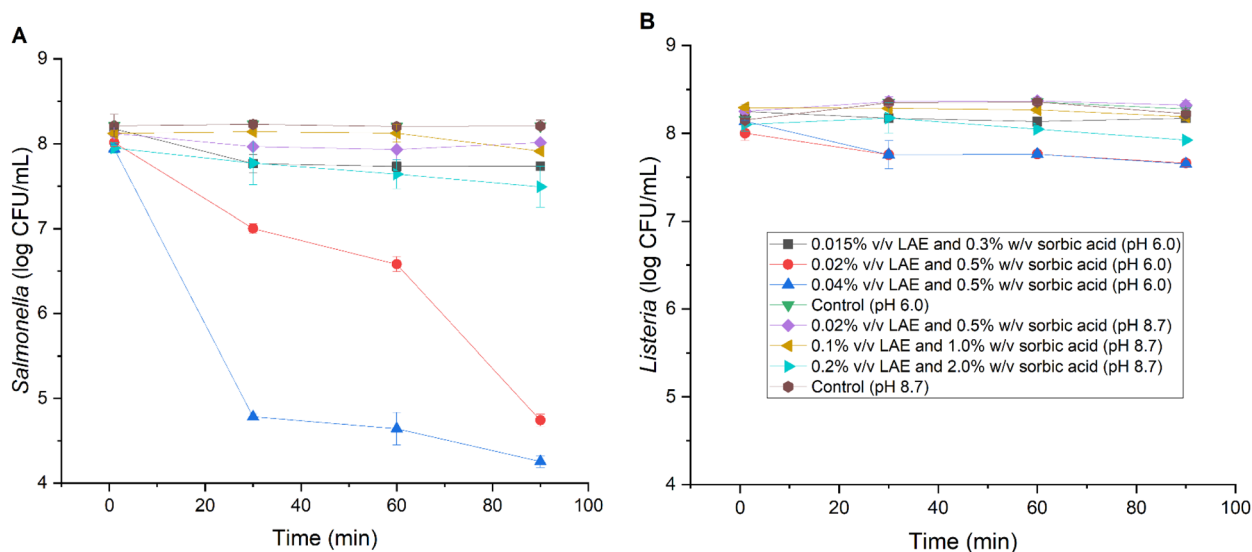 A
Salmonella (log CFU/mL)
9
8
7
6
5
4
0
20
40
60
80
100
Time (min)
B
Listeria (log CFU/mL)
9
8
7
6
5
4
0.015% v/v LAE and 0.3% w/v sorbic acid (pH 6.0)
0.02% v/v LAE and 0.5% w/v sorbic acid (pH 6.0)
0.04% v/v LAE and 0.5% w/v sorbic acid (pH 6.0)
Control (pH 6.0)
0.02% v/v LAE and 0.5% w/v sorbic acid (pH 8.7)
0.1% v/v LAE and 1.0% w/v sorbic acid (pH 8.7)
0.2% v/v LAE and 2.0% w/v sorbic acid (pH 8.7)
Control (pH 8.7)
0
20
40
60
80
100
Time (min)